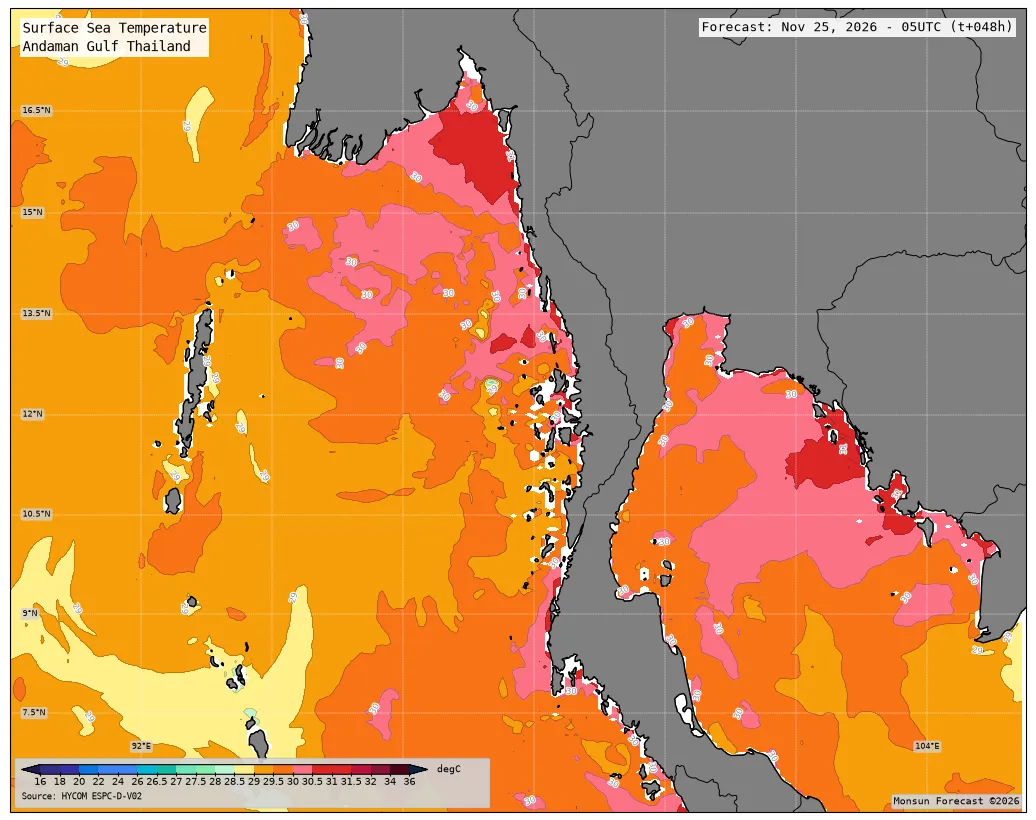 Surface Sea Temperature
Andaman Gulf Thailand
Forecast: Nov 25, 2026 - 05UTC (t+048h)
16.5°N
15°N
13.5°N
12°N
10.5°N
9°N
7.5°N
92°E
104°E
degC
16 18 20 22 24 26 26.5 27 27.5 28 28.5 29 29.5 30 30.5 31 31.5 32 34 36
Source: HYCOM ESPC-D-V02
Monsun Forecast ©2026